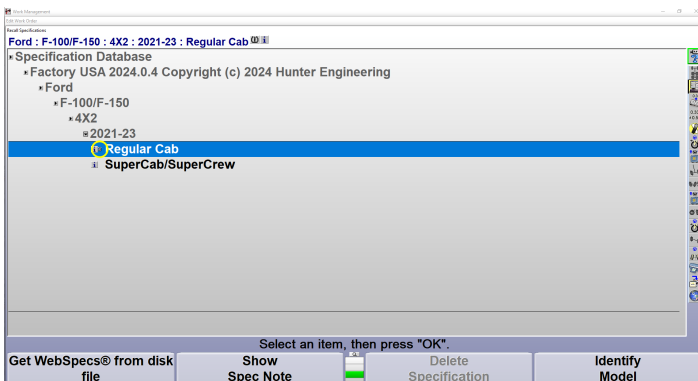 Work Management
Edit Work Order
Recall Specifications
Ford : F-100/F-150 : 4X2 : 2021-23 : Regular Cab
Specification Database
Factory USA 2024.0.4 Copyright (c) 2024 Hunter Engineering
Ford
F-100/F-150
4X2
2021-23
Regular Cab
SuperCab/SuperCrew
Select an item, then press "OK".
Get WebSpecs® from disk file
Show Spec Note
Delete Specification
Identify Model